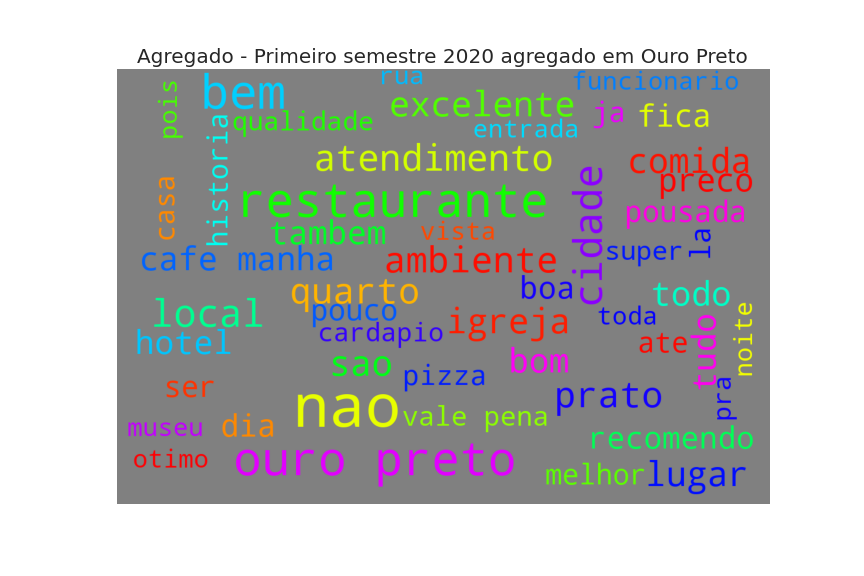 Agregado - Primeiro semestre 2020 agregado em Ouro Preto
rua
funcionario
bem
excelente
pois
ja
fica
qualidade
entrada
historia
atendimento
comida
preco
casa
restaurante
cidade
pousada
tambem
vista
la
super
cafe manha
ambiente
quarto
boa
todo
local
pouco
igreja
toda
cardapio
hotel
ate
tudo
noite
sao
bom
pizza
ser
nao
prato
pra
vale pena
museu
dia
recomendo
otimo
ouro preto
melhor
lugar